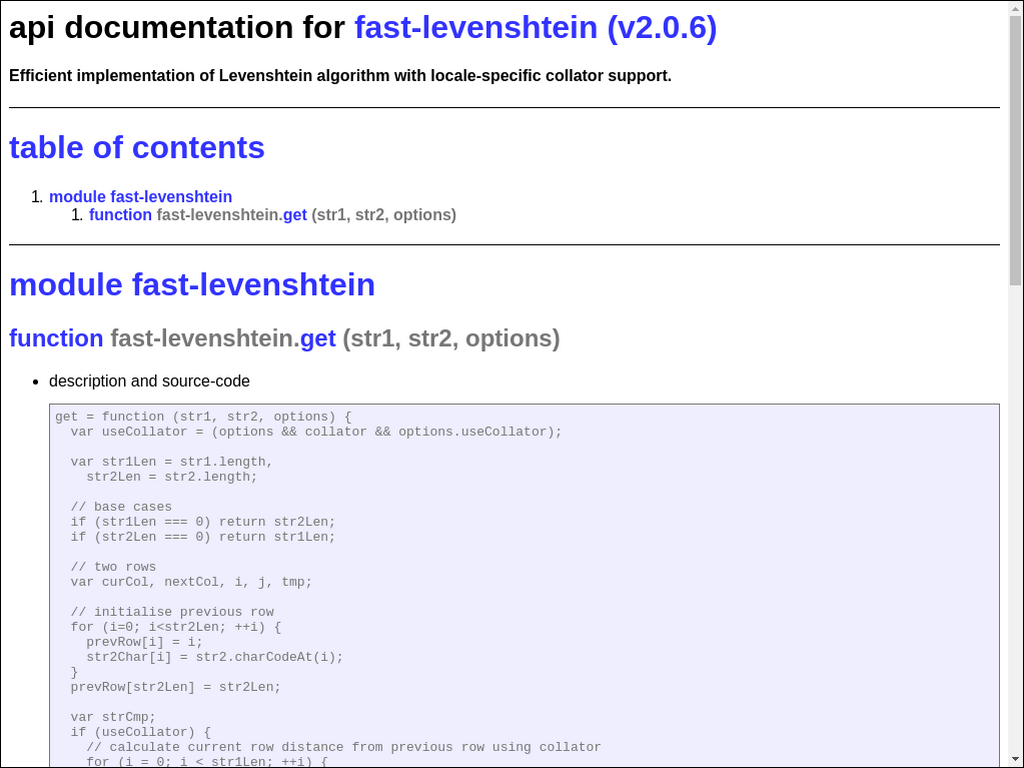 api documentation for fast-levenshtein (v2.0.6)
Efficient implementation of Levenshtein algorithm with locale-specific collator support.
table of contents
1. module fast-levenshtein
1. function fast-levenshtein.get (str1, str2, options)
module fast-levenshtein
function fast-levenshtein.get (str1, str2, options)
• description and source-code
get = function (str1, str2, options) {
  var useCollator = (options && collator && options.useCollator);

  var str1Len = str1.length,
    str2Len = str2.length;

  // base cases
  if (str1Len === 0) return str2Len;
  if (str2Len === 0) return str1Len;

  // two rows
  var curCol, nextCol, i, j, tmp;

  // initialise previous row
  for (i=0; i<str2Len; ++i) {
    prevRow[i] = i;
    str2Char[i] = str2.charCodeAt(i);
  }
  prevRow[str2Len] = str2Len;

  var strCmp;
  if (useCollator) {
    // calculate current row distance from previous row using collator
    for (i = 0; i < str1Len; ++i) {